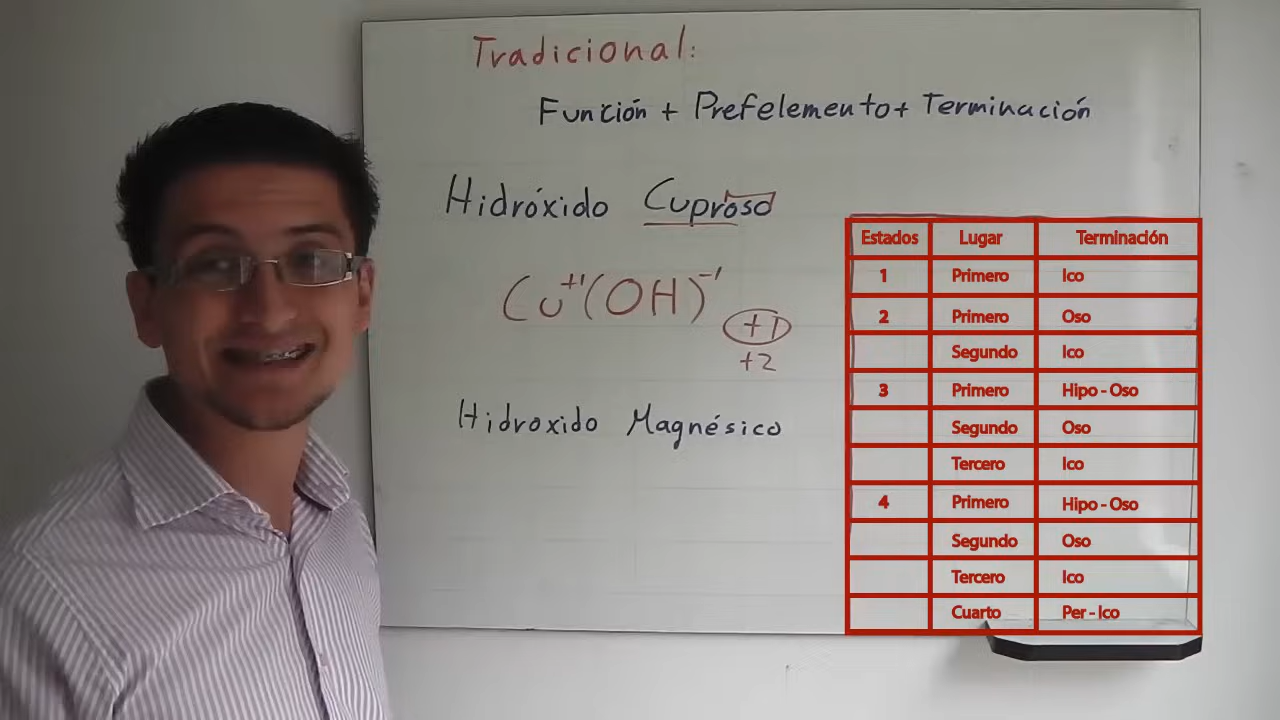 Tradicional:
Función + Prefelemento + Terminación
Hidróxido Cuproso
Cu⁺¹(OH)⁻¹
+1
+2
Hidroxido Magnésico
Estados Lugar Terminación
1 Primero Ico
2 Primero Oso
Segundo Ico
3 Primero Hipo - Oso
Segundo Oso
Tercero Ico
4 Primero Hipo - Oso
Segundo Oso
Tercero Ico
Cuarto Per - Ico